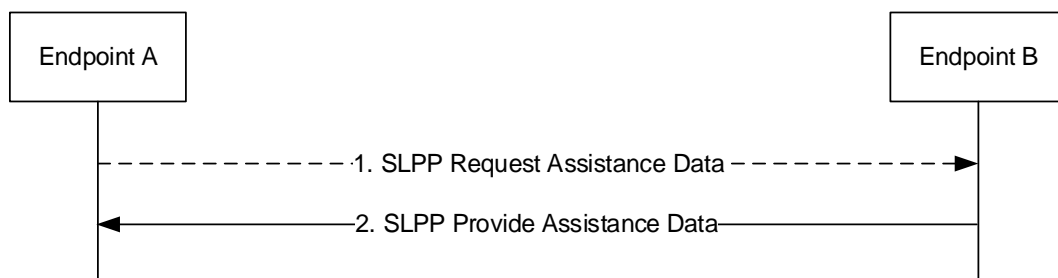 Endpoint A
Endpoint B
1. SLPP Request Assistance Data
2. SLPP Provide Assistance Data